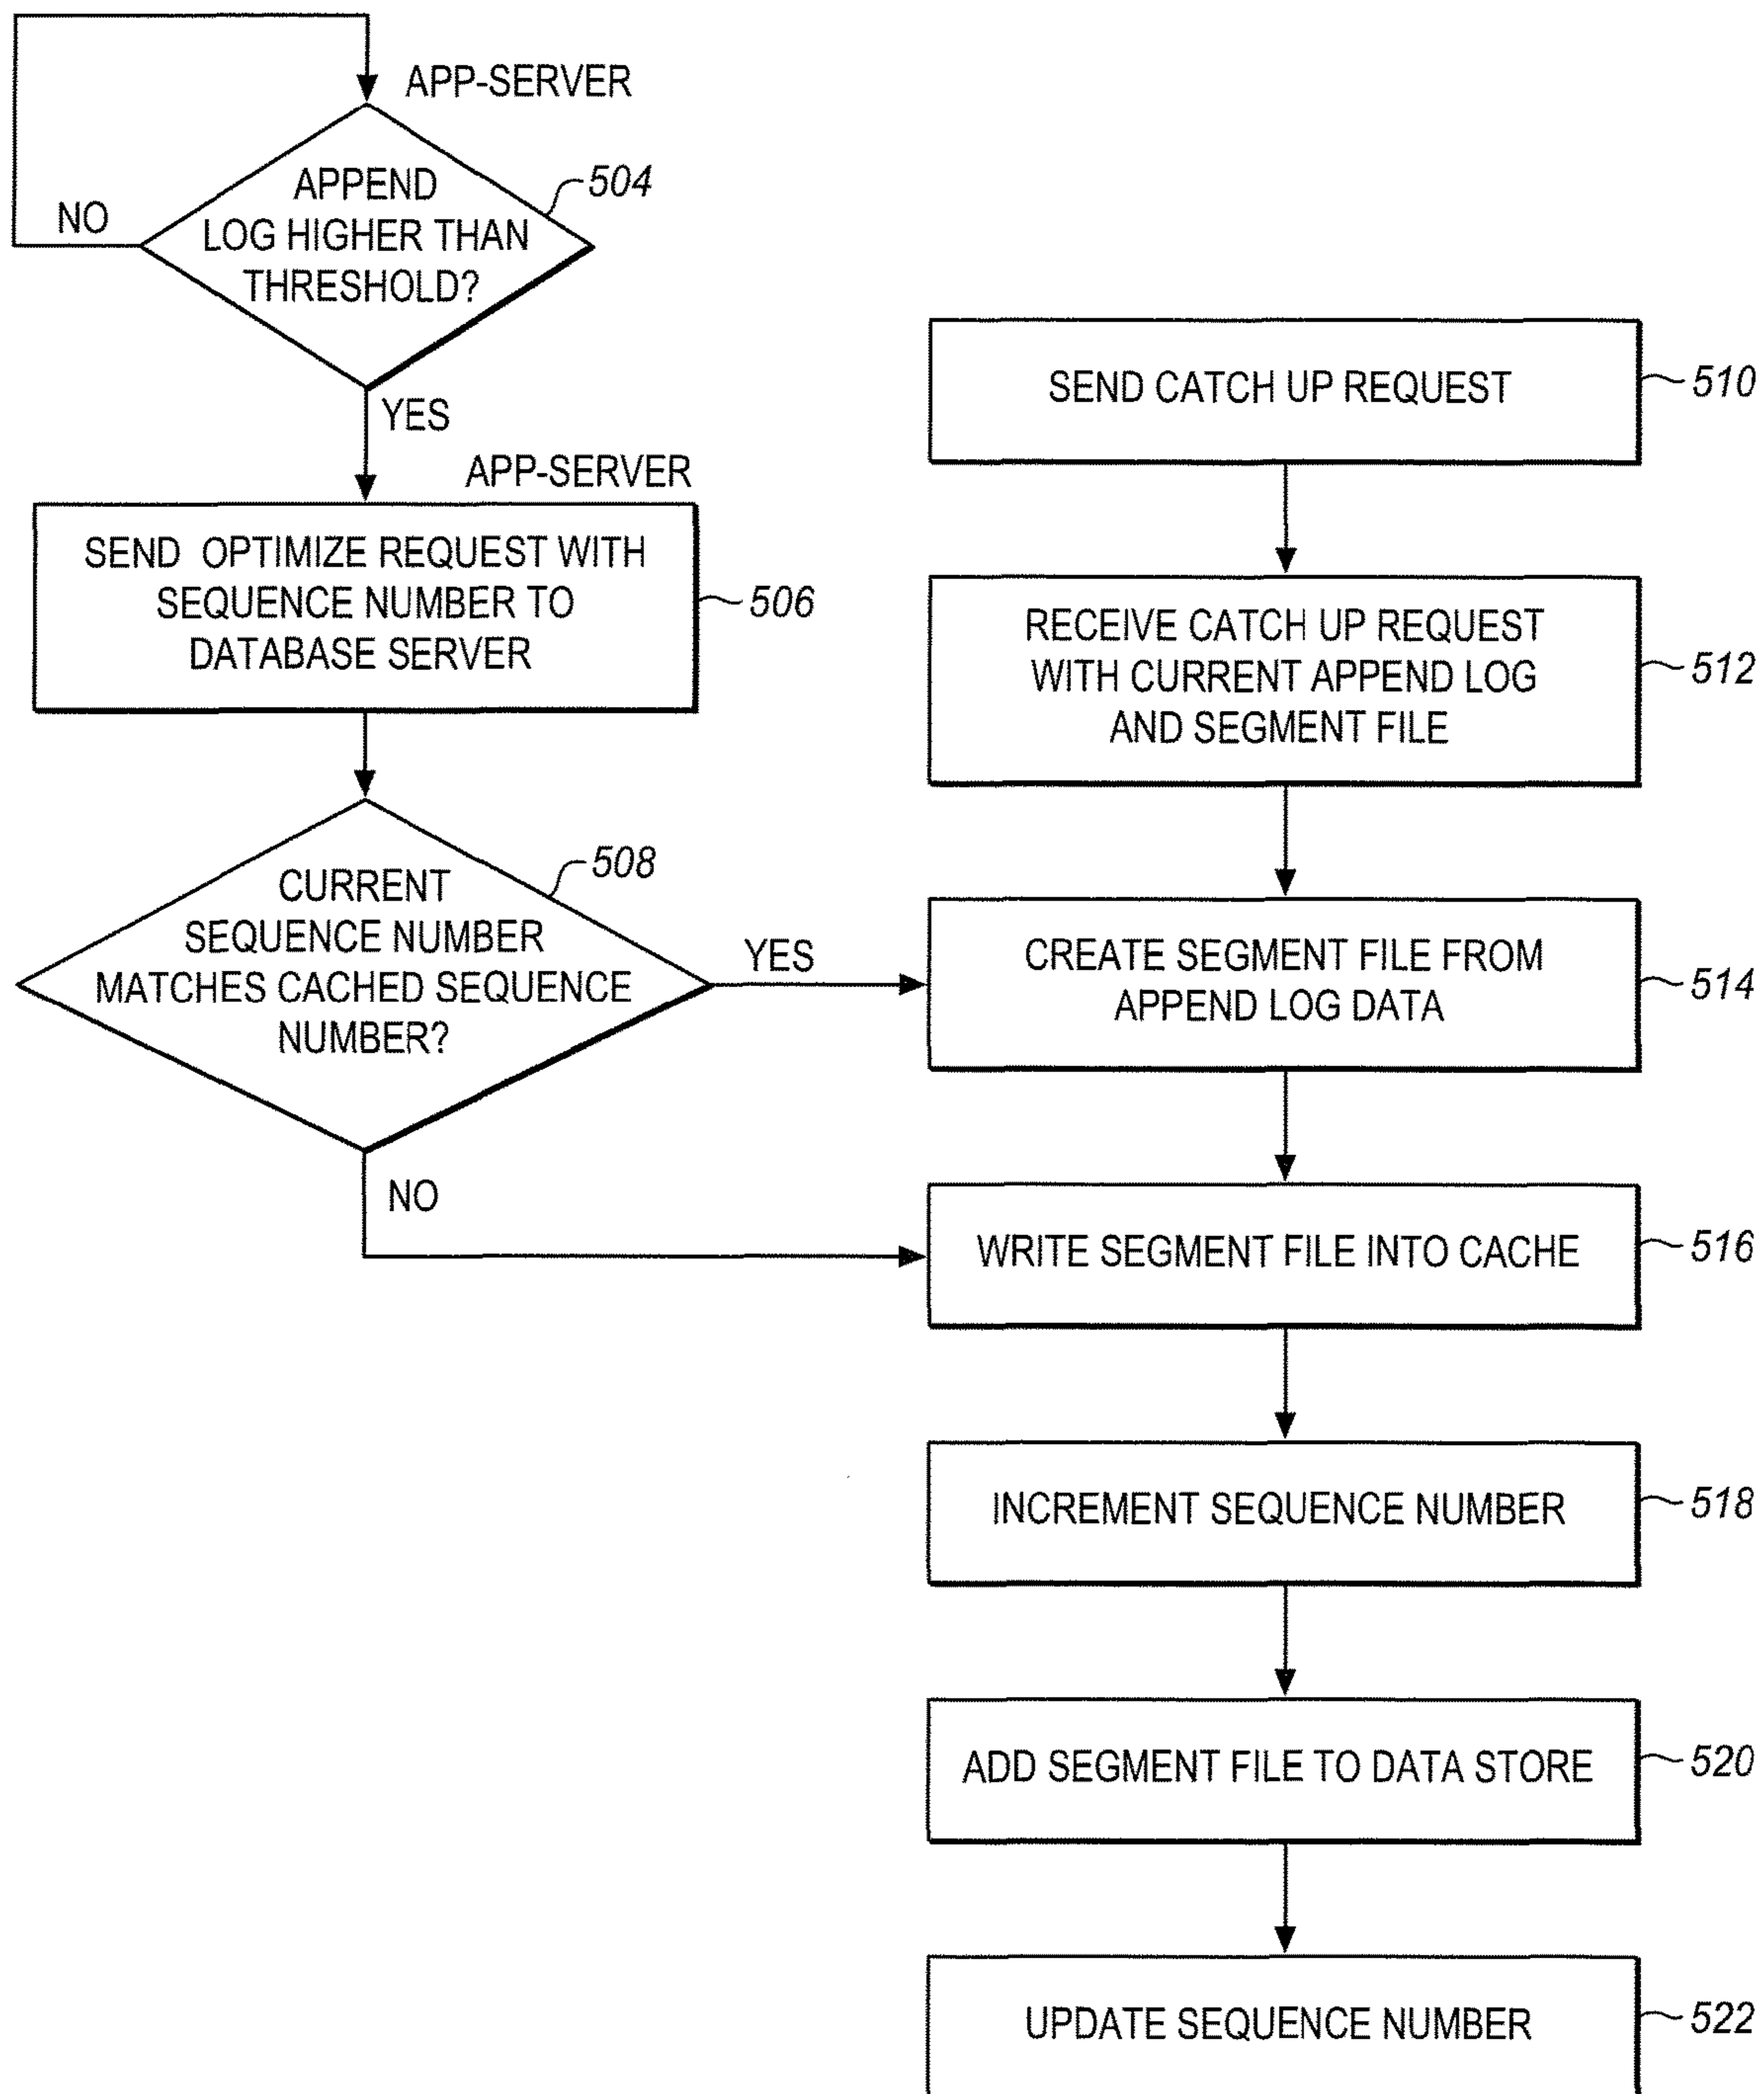 APP-SERVER
APPEND
LOG HIGHER THAN
THRESHOLD?
504
NO
YES
APP-SERVER
SEND OPTIMIZE REQUEST WITH
SEQUENCE NUMBER TO
DATABASE SERVER
506
CURRENT
SEQUENCE NUMBER
MATCHES CACHED SEQUENCE
NUMBER?
508
YES
NO
SEND CATCH UP REQUEST
510
RECEIVE CATCH UP REQUEST
WITH CURRENT APPEND LOG
AND SEGMENT FILE
512
CREATE SEGMENT FILE FROM
APPEND LOG DATA
514
WRITE SEGMENT FILE INTO CACHE
516
INCREMENT SEQUENCE NUMBER
518
ADD SEGMENT FILE TO DATA STORE
520
UPDATE SEQUENCE NUMBER
522